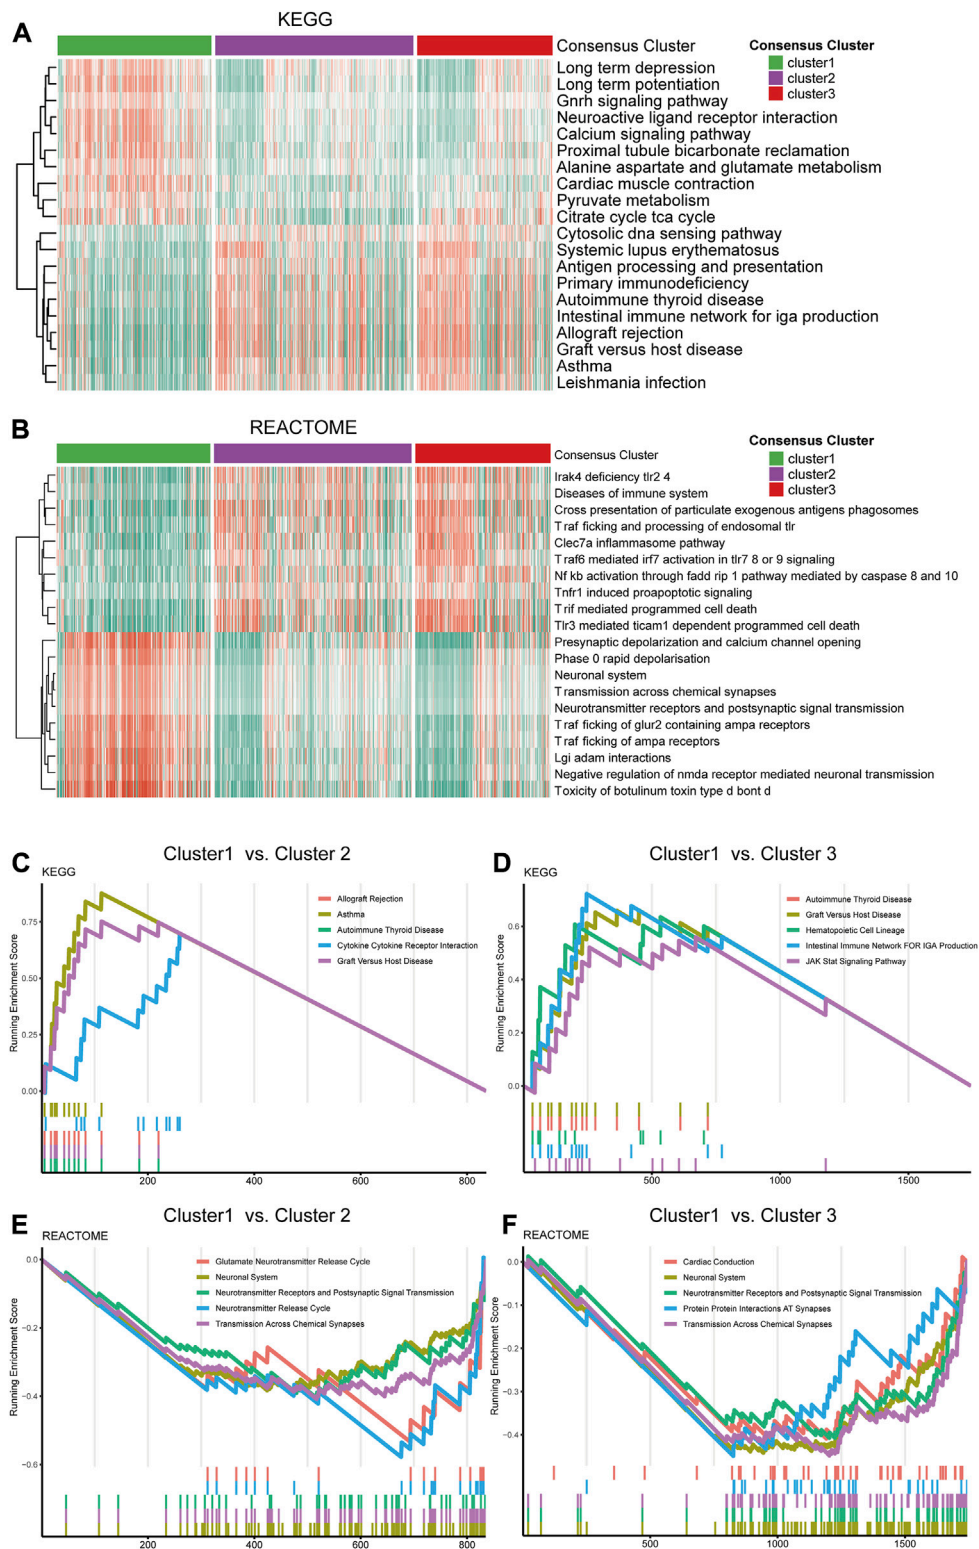 A
KEGG
Consensus Cluster
Long term depression
Long term potentiation
Gnrh signaling pathway
Neuroactive ligand receptor interaction
Calcium signaling pathway
Proximal tubule bicarbonate reclamation
Alanine aspartate and glutamate metabolism
Cardiac muscle contraction
Pyruvate metabolism
Citrate cycle tca cycle
Cytosolic dna sensing pathway
Systemic lupus erythematosus
Antigen processing and presentation
Primary immunodeficiency
Autoimmune thyroid disease
Intestinal immune network for iga production
Allograft rejection
Graft versus host disease
Asthma
Leishmania infection
Consensus Cluster
cluster1
cluster2
cluster3
B
REACTOME
Consensus Cluster
Irak4 deficiency tlr2 4
Diseases of immune system
Cross presentation of particulate exogenous antigens phagosomes
Traf ficking and processing of endosomal tlr
Clec7a inflammasome pathway
Traf6 mediated irf7 activation in tlr7 8 or 9 signaling
Nf kb activation through fadd rip 1 pathway mediated by caspase 8 and 10
Tnfr1 induced proapoptotic signaling
Trif mediated programmed cell death
Tlr3 mediated ticam1 dependent programmed cell death
Presynaptic depolarization and calcium channel opening
Phase 0 rapid depolarisation
Neuronal system
Transmission across chemical synapses
Neurotransmitter receptors and postsynaptic signal transmission
Traf ficking of glur2 containing ampa receptors
Traf ficking of ampa receptors
Lgi adam interactions
Negative regulation of nmda receptor mediated neuronal transmission
Toxicity of botulinum toxin type d bont d
Consensus Cluster
cluster1
cluster2
cluster3
C
Cluster1 vs. Cluster 2
KEGG
Running Enrichment Score
0.75
0.50
0.25
0.00
Allograft Rejection
Asthma
Autoimmune Thyroid Disease
Cytokine Cytokine Receptor Interaction
Graft Versus Host Disease
200
400
600
800
D
Cluster1 vs. Cluster 3
KEGG
Running Enrichment Score
0.6
0.4
0.2
0.0
Autoimmune Thyroid Disease
Graft Versus Host Disease
Hematopoietic Cell Lineage
Intestinal Immune Network FOR IGA Production
JAK Stat Signaling Pathway
500
1000
1500
E
Cluster1 vs. Cluster 2
REACTOME
Running Enrichment Score
0.0
−0.2
−0.4
−0.6
Glutamate Neurotransmitter Release Cycle
Neuronal System
Neurotransmitter Receptors and Postsynaptic Signal Transmission
Neurotransmitter Release Cycle
Transmission Across Chemical Synapses
200
400
600
800
F
Cluster1 vs. Cluster 3
REACTOME
Running Enrichment Score
0.0
−0.1
−0.2
−0.3
−0.4
Cardiac Conduction
Neuronal System
Neurotransmitter Receptors and Postsynaptic Signal Transmission
Protein Protein Interactions AT Synapses
Transmission Across Chemical Synapses
500
1000
1500